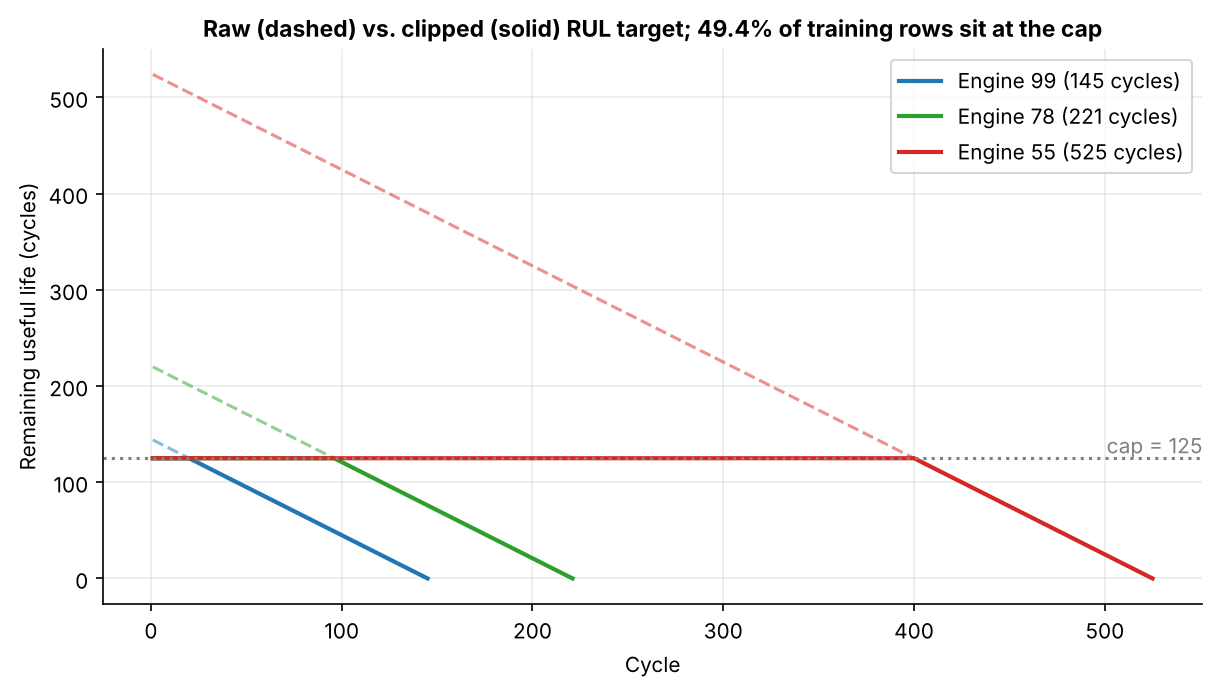 Raw (dashed) vs. clipped (solid) RUL target; 49.4% of training rows sit at the cap
Engine 99 (145 cycles)
Engine 78 (221 cycles)
Engine 55 (525 cycles)
Remaining useful life (cycles)
500
400
300
200
100
0
cap = 125
0
100
200
300
400
500
Cycle